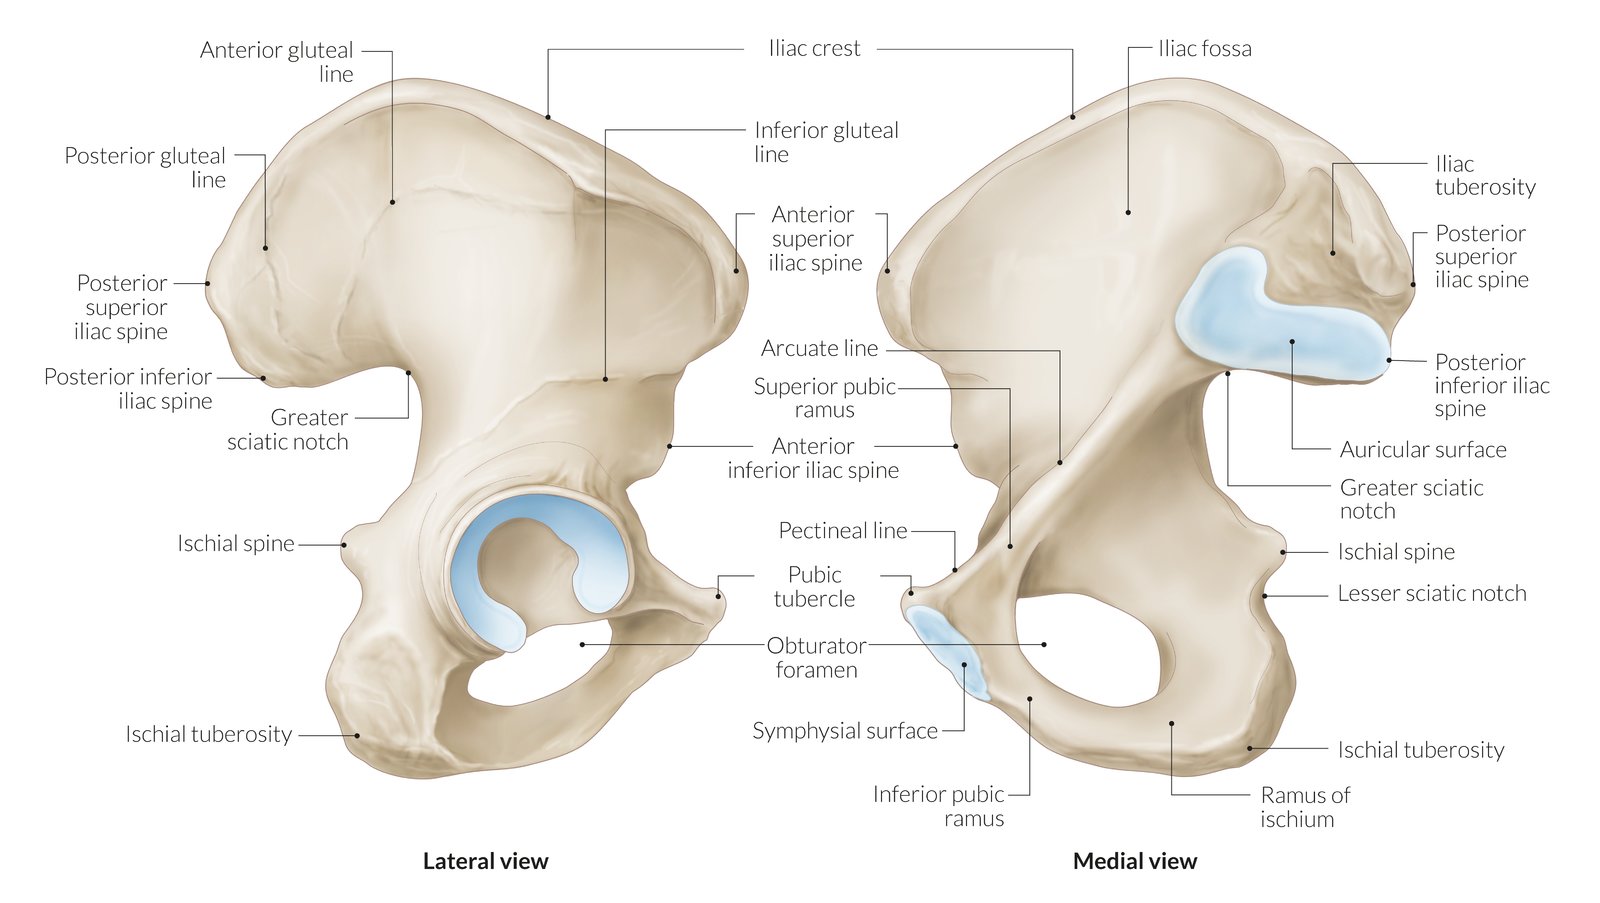 Anterior gluteal
line
Iliac crest
Iliac fossa
Posterior gluteal
line
Inferior gluteal
line
Iliac
tuberosity
Anterior
superior
iliac spine
Posterior
superior
iliac spine
Posterior
superior
iliac spine
Posterior inferior
iliac spine
Arcuate line
Posterior
inferior iliac
spine
Superior pubic
ramus
Greater
sciatic notch
Anterior
inferior iliac spine
Auricular surface
Greater sciatic
notch
Ischial spine
Pectineal line
Ischial spine
Pubic
tubercle
Lesser sciatic notch
Obturator
foramen
Ischial tuberosity
Symphysial surface
Ischial tuberosity
Inferior pubic
ramus
Ramus of
ischium
Lateral view
Medial view